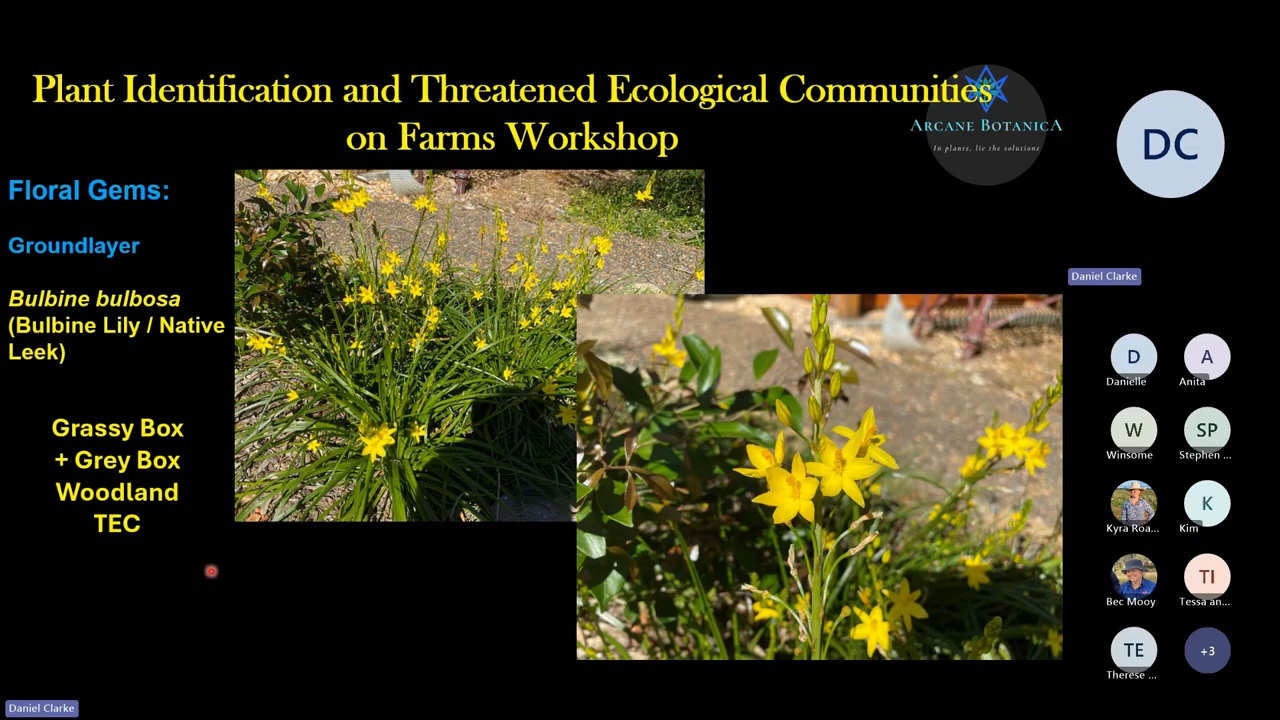 Plant Identification and Threatened Ecological Communities
on Farms Workshop
ARCANE BOTANICA
In plants, lie the solutions
DC
Daniel Clarke
Floral Gems:
Groundlayer
Bulbine bulbosa
(Bulbine Lily / Native
Leek)
Grassy Box
+ Grey Box
Woodland
TEC
D
A
Danielle
Anita
W
SP
Winsome
Stephen ...
K
Kyra Roa...
Kim
TI
Bec Mooy
Tessa an...
TE
+3
Therese ...
Daniel Clarke